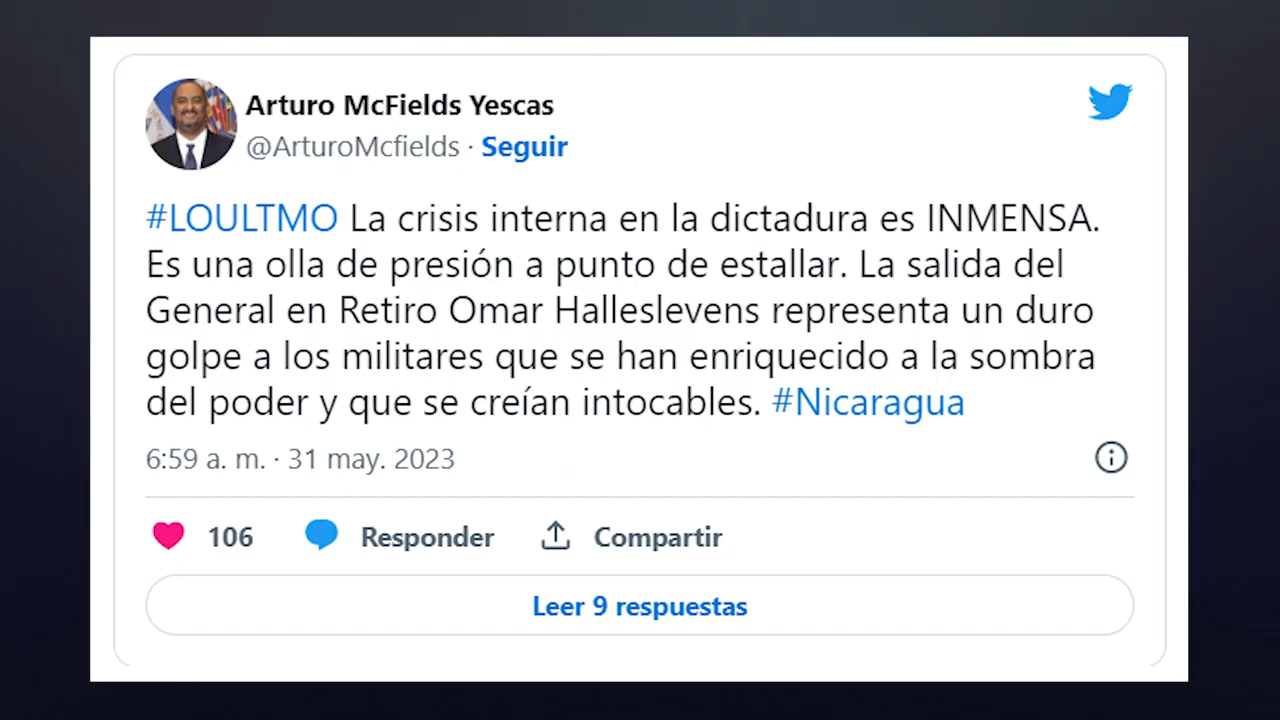 Arturo McFields Yescas
@ArturoMcfields · Seguir
#LOULTMO La crisis interna en la dictadura es INMENSA.
Es una olla de presión a punto de estallar. La salida del
General en Retiro Omar Halleslevens representa un duro
golpe a los militares que se han enriquecido a la sombra
del poder y que se creían intocables. #Nicaragua
6:59 a. m. · 31 may. 2023
106 Responder Compartir
Leer 9 respuestas